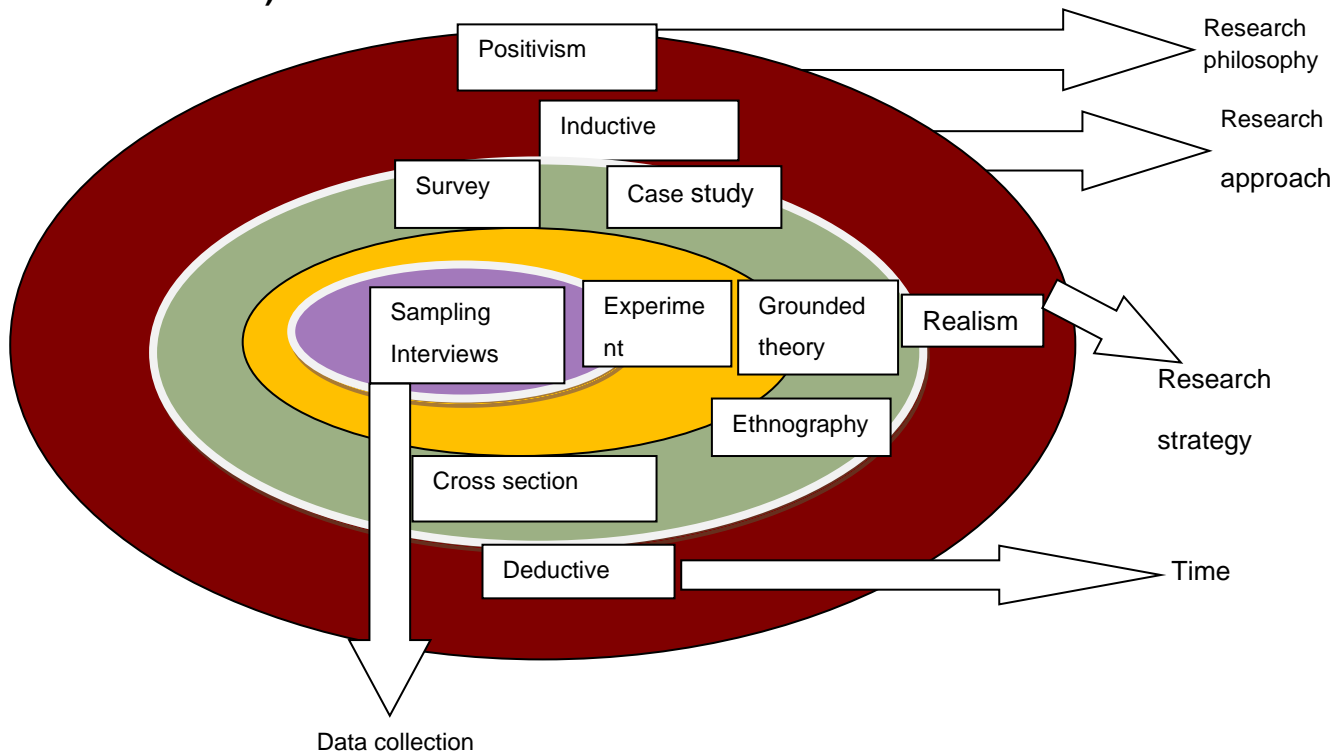 )
Positivism
Research
philosophy
Inductive
Research
approach
Survey
Case study
Sampling
Interviews
Experime
nt
Grounded
theory
Realism
Research
strategy
Ethnography
Cross section
Deductive
Time
Data collection